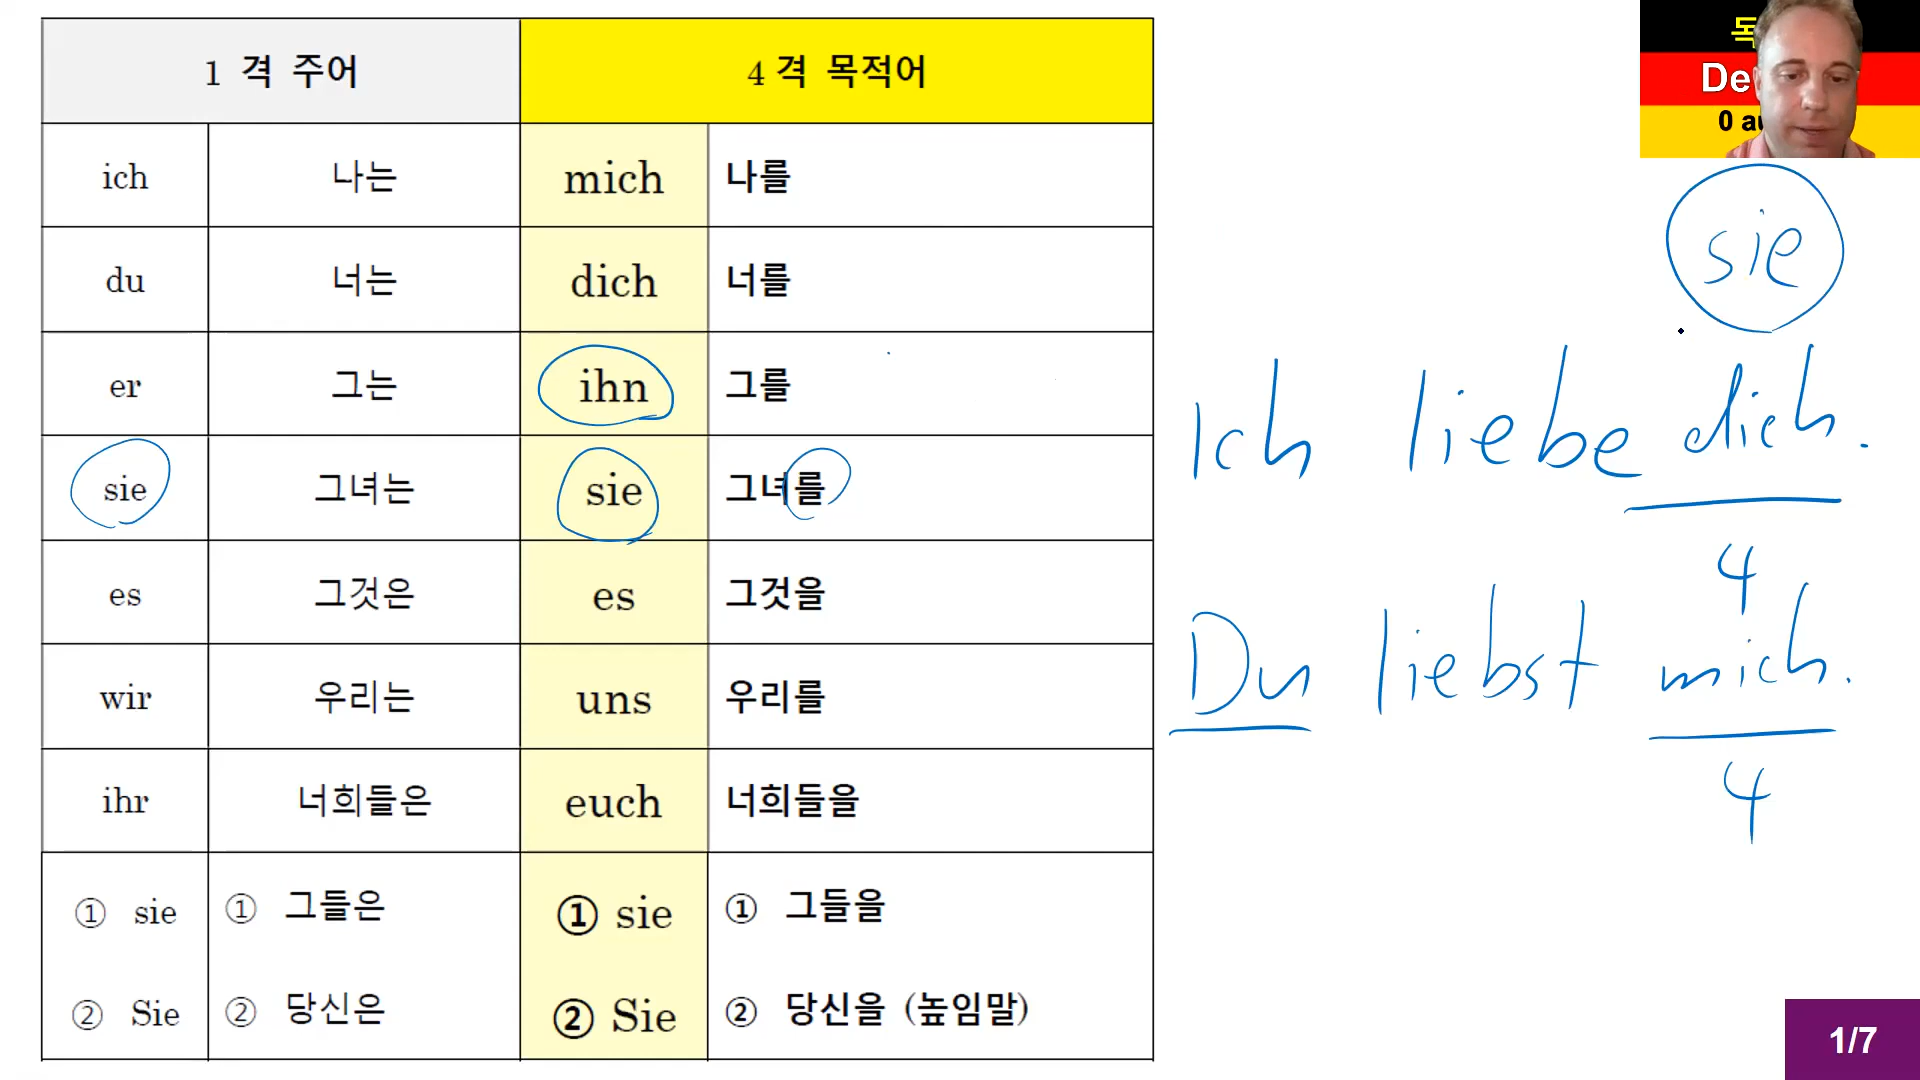 1 격 주어 4격 목적어
ich 나는 mich 나를
du 너는 dich 너를
er 그는 ihn 그를
sie 그녀는 sie 그녀를
es 그것은 es 그것을
wir 우리는 uns 우리를
ihr 너희들은 euch 너희들을
① sie ① 그들은 ① sie ① 그들을
② Sie ② 당신은 ② Sie ② 당신을 (높임말)
독
De
0 au
sie
Ich liebe dich.
4
Du liebst mich.
4
1/7